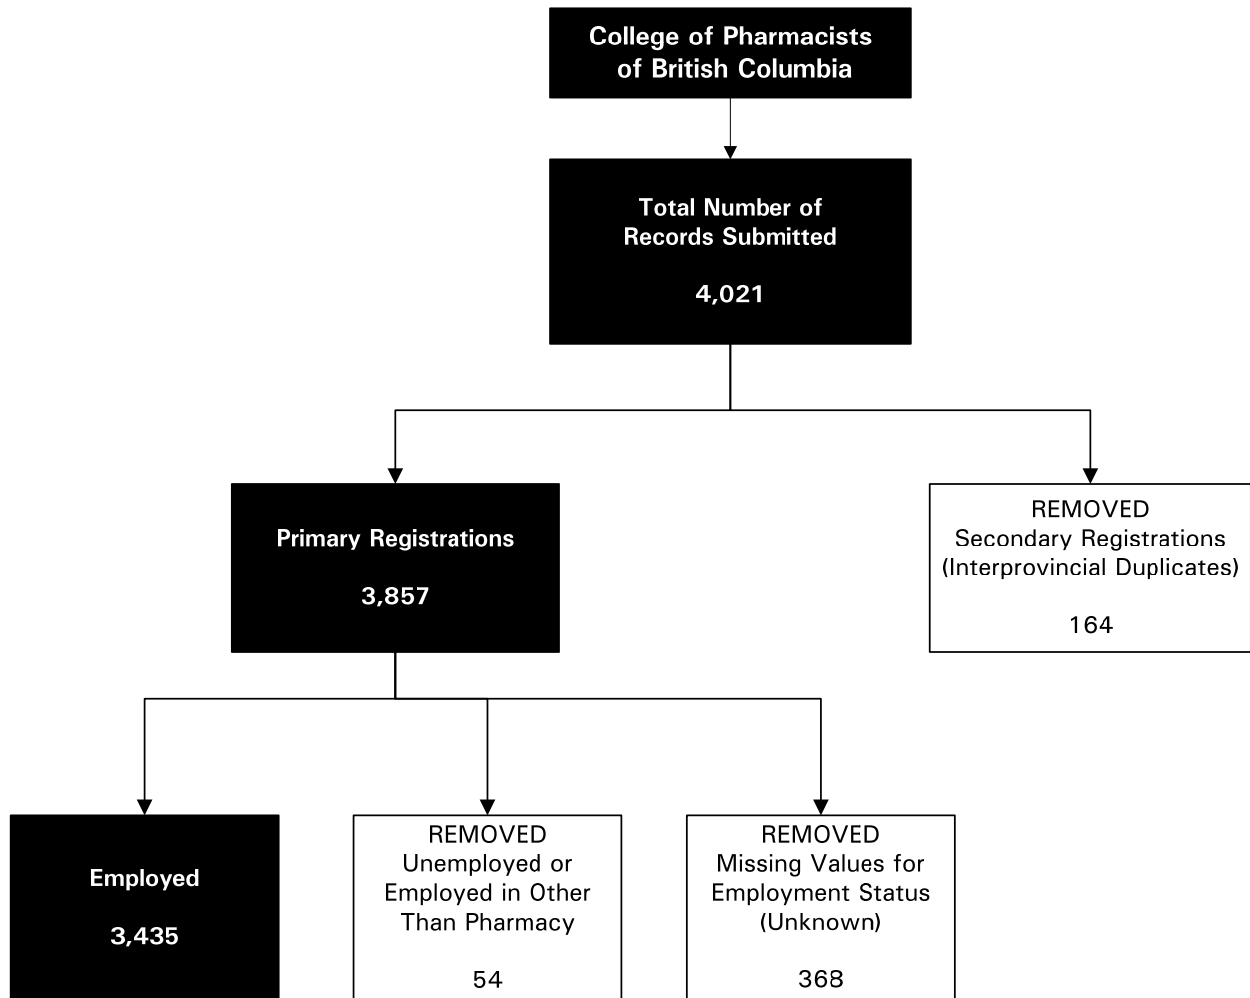 College of Pharmacists
of British Columbia
Total Number of
Records Submitted
4,021
Primary Registrations
3,857
REMOVED
Secondary Registrations
(Interprovincial Duplicates)
164
Employed
3,435
REMOVED
Unemployed or
Employed in Other
Than Pharmacy
54
REMOVED
Missing Values for
Employment Status
(Unknown)
368